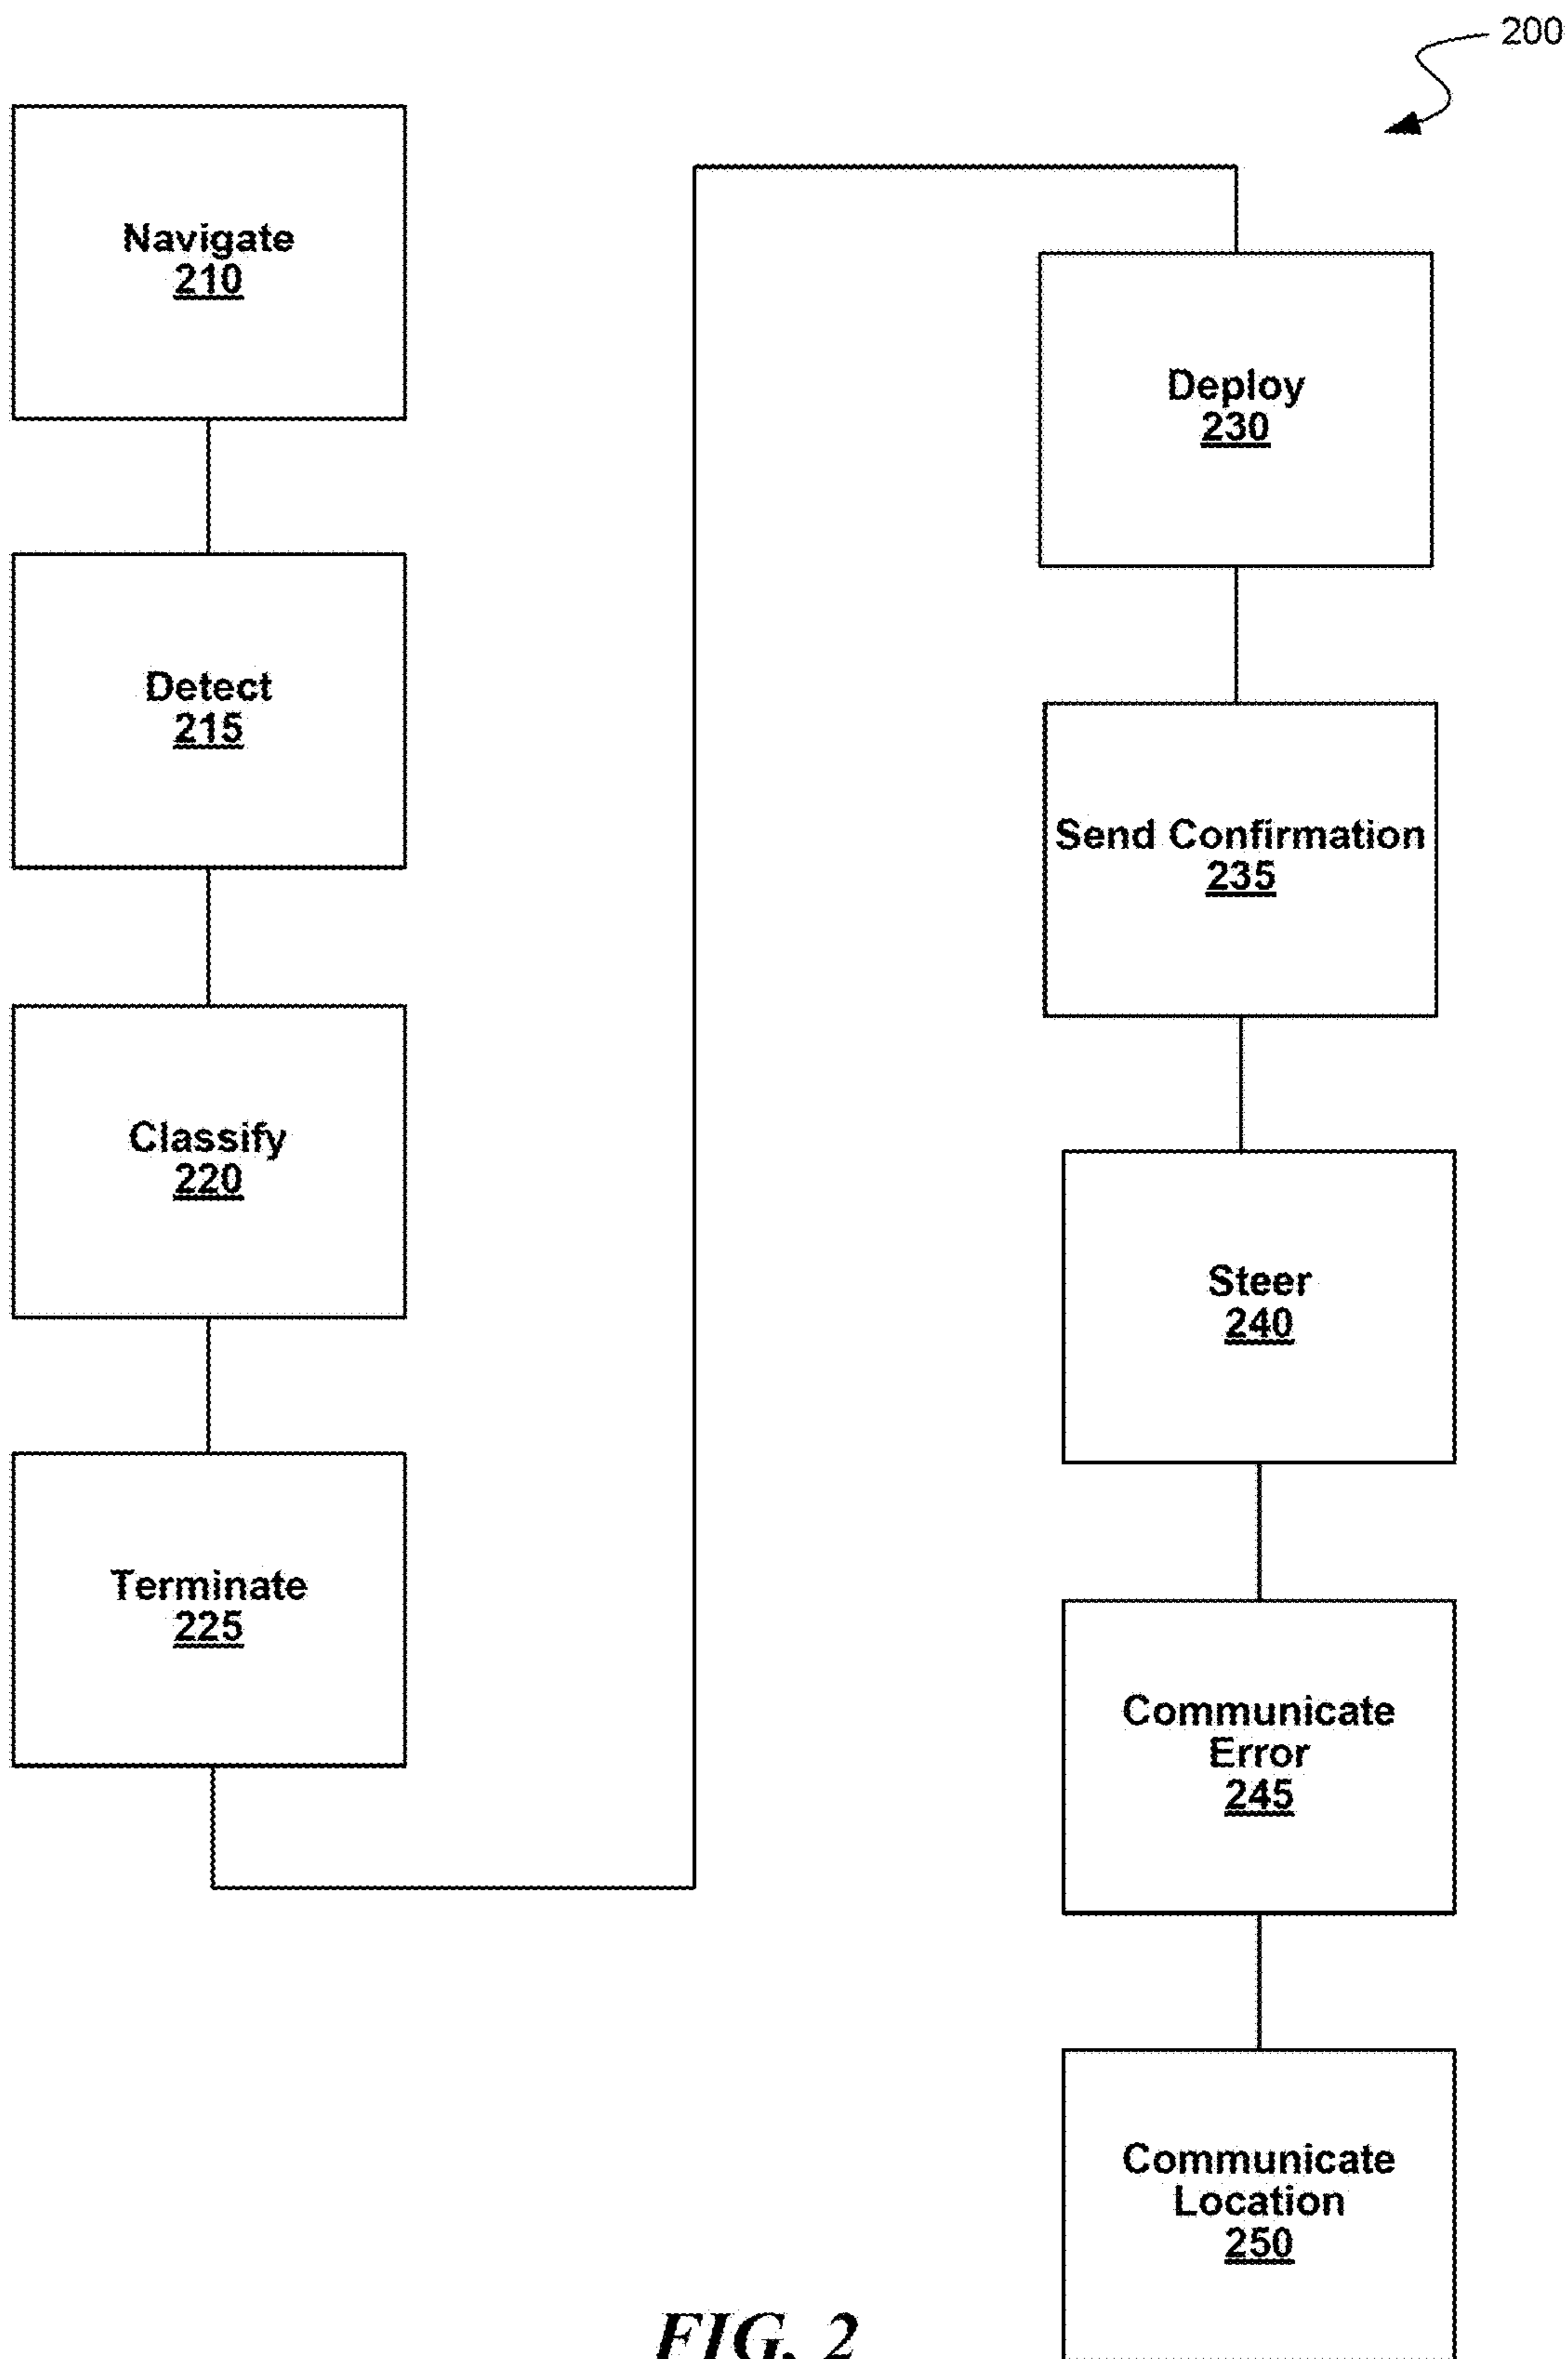 200
Navigate
210
Detect
215
Classify
220
Terminate
225
Deploy
230
Send Confirmation
235
Steer
240
Communicate
Error
245
Communicate
Location
250
FIG. 2